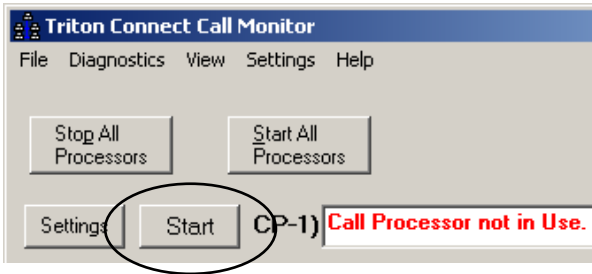 Triton Connect Call Monitor
File Diagnostics View Settings Help
Stop All Start All
Processors Processors
Settings Start CP-1) Call Processor not in Use.